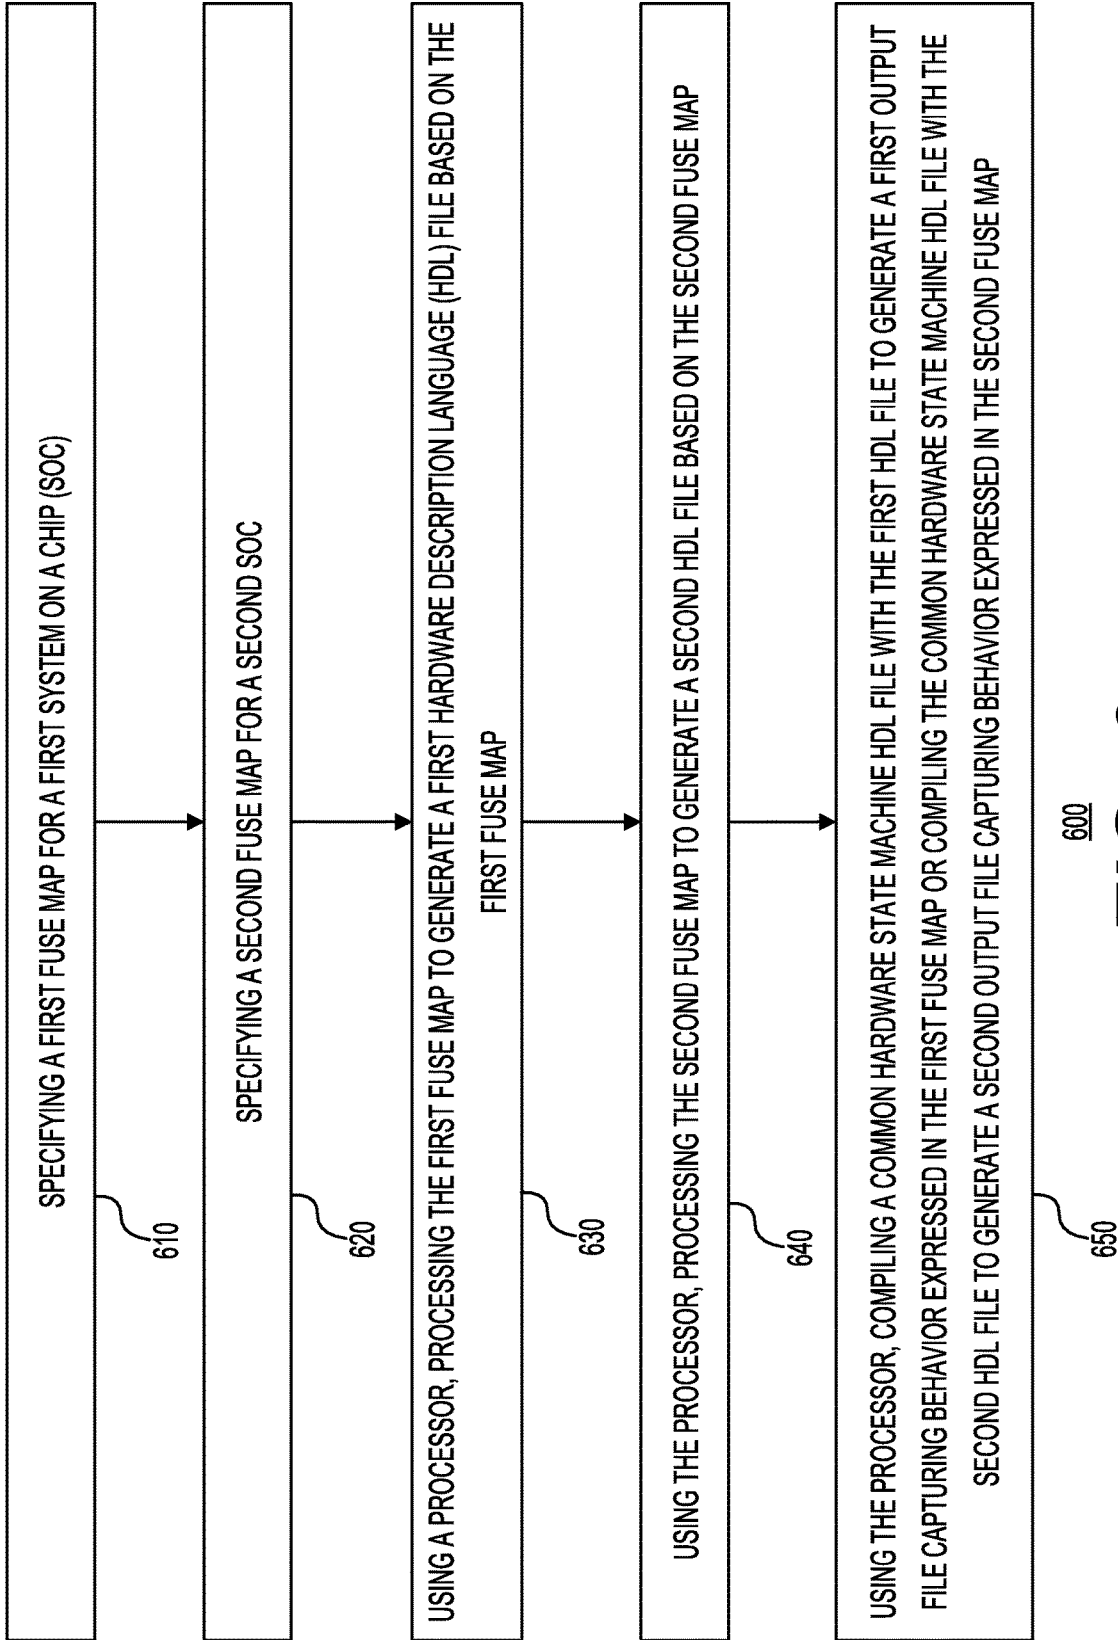 SPECIFYING A FIRST FUSE MAP FOR A FIRST SYSTEM ON A CHIP (SOC)
610
SPECIFYING A SECOND FUSE MAP FOR A SECOND SOC
620
USING A PROCESSOR, PROCESSING THE FIRST FUSE MAP TO GENERATE A FIRST HARDWARE DESCRIPTION LANGUAGE (HDL) FILE BASED ON THE
FIRST FUSE MAP
630
USING THE PROCESSOR, PROCESSING THE SECOND FUSE MAP TO GENERATE A SECOND HDL FILE BASED ON THE SECOND FUSE MAP
640
USING THE PROCESSOR, COMPILING A COMMON HARDWARE STATE MACHINE HDL FILE WITH THE FIRST HDL FILE TO GENERATE A FIRST OUTPUT
FILE CAPTURING BEHAVIOR EXPRESSED IN THE FIRST FUSE MAP OR COMPILING THE COMMON HARDWARE STATE MACHINE HDL FILE WITH THE
SECOND HDL FILE TO GENERATE A SECOND OUTPUT FILE CAPTURING BEHAVIOR EXPRESSED IN THE SECOND FUSE MAP
650
600